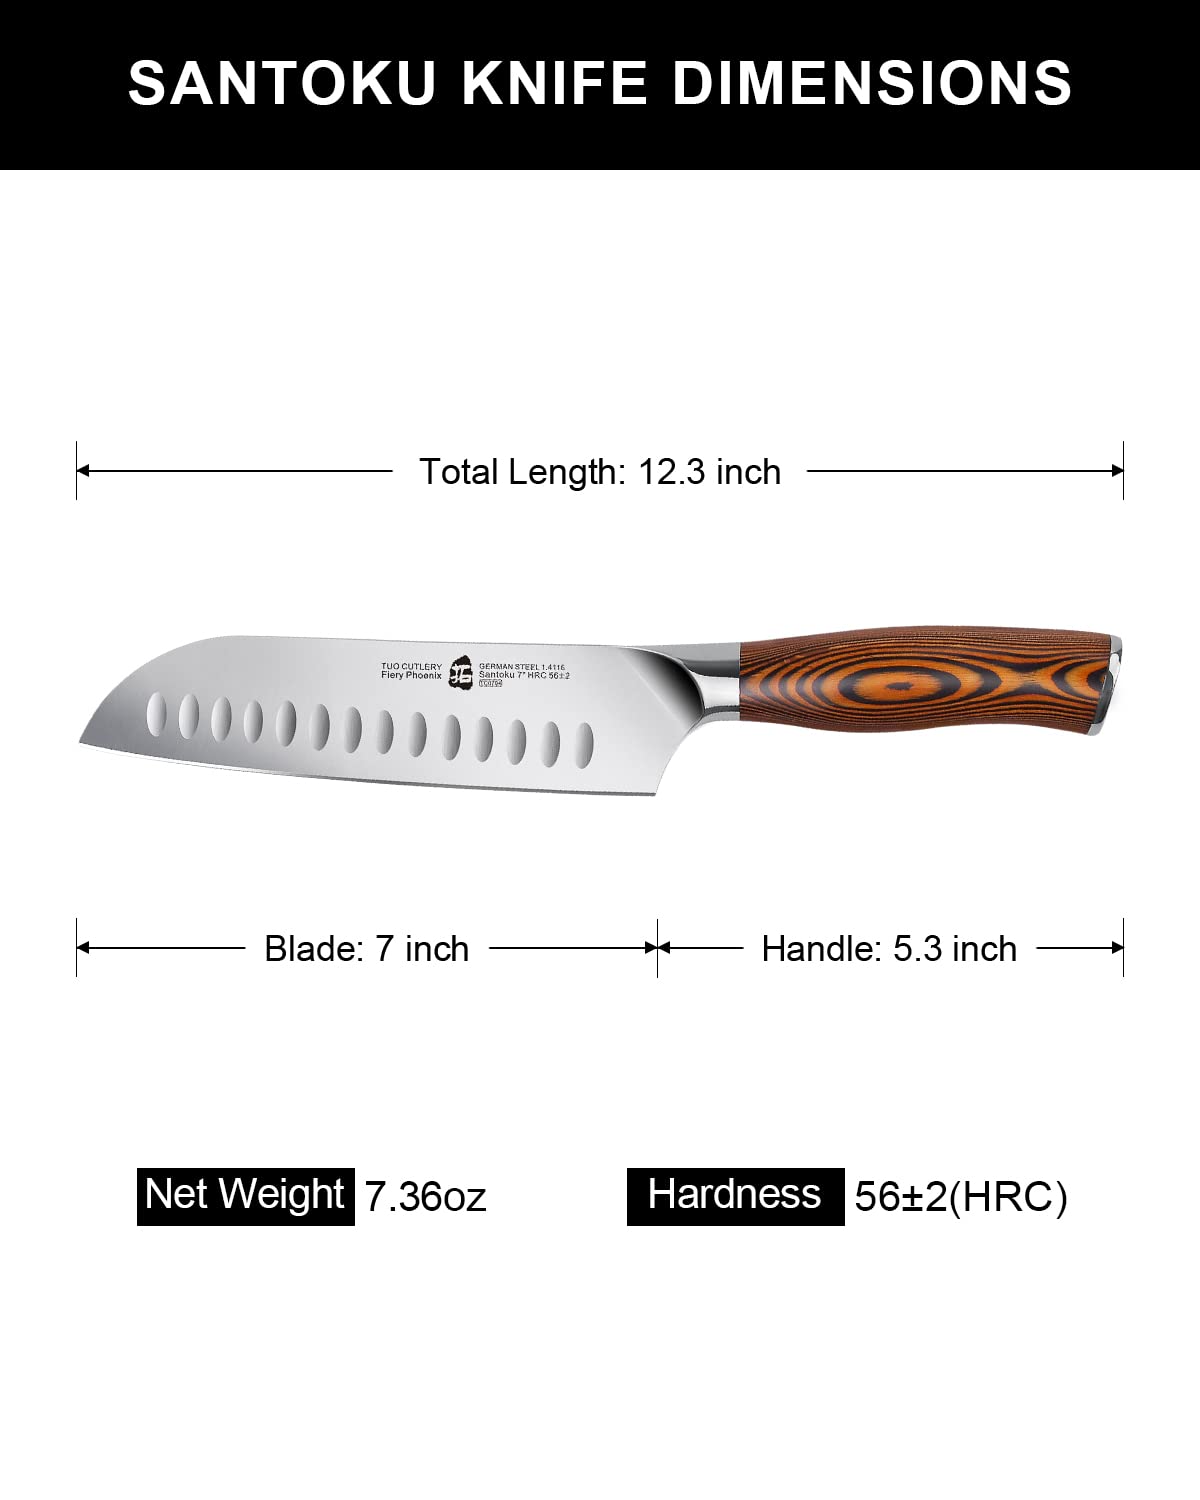 SANTOKU KNIFE DIMENSIONS
Total Length: 12.3 inch
TUO CUTLERY
Fiery Phoenix
拓
GERMAN STEEL 1.4116
Santoku 7" HRC 56±2
Blade: 7 inch
Handle: 5.3 inch
Net Weight 7.36oz
Hardness 56±2(HRC)